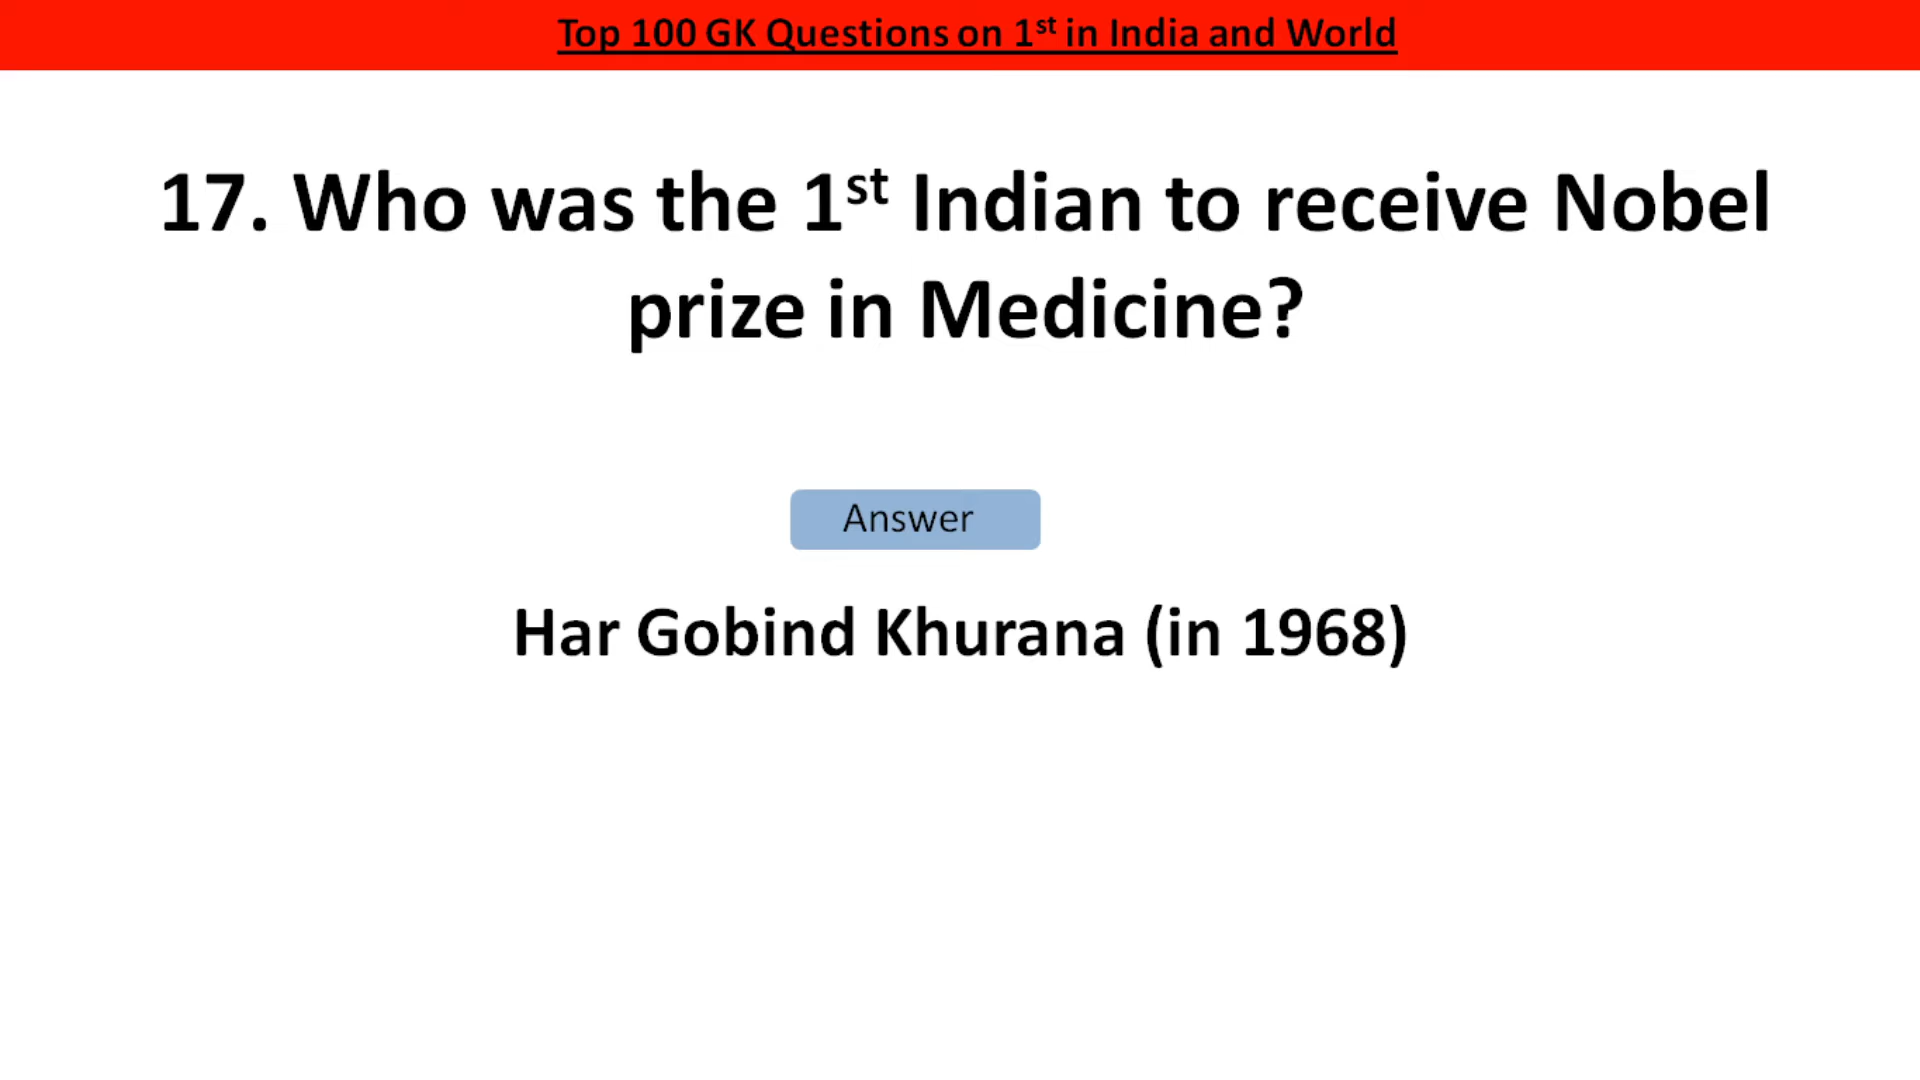 Top 100 GK Questions on 1st in India and World
17. Who was the 1st Indian to receive Nobel
prize in Medicine?
Answer
Har Gobind Khurana (in 1968)